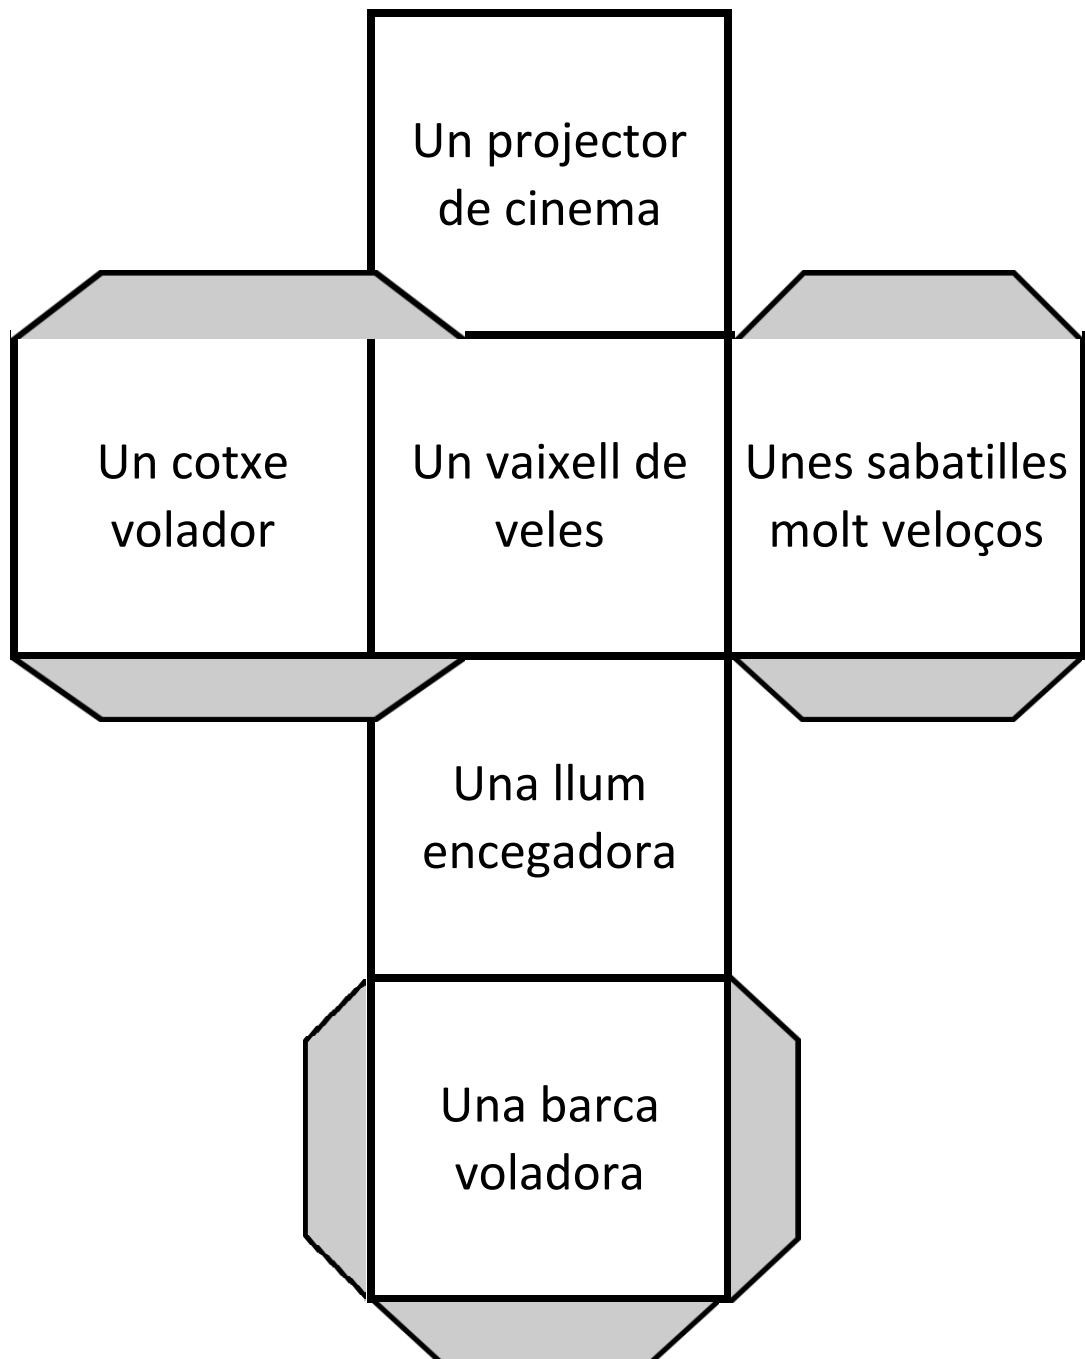 Un projector
de cinema
Un cotxe
volador
Un vaixell de
veles
Unes sabatilles
molt veloços
Una llum
encegadora
Una barca
voladora